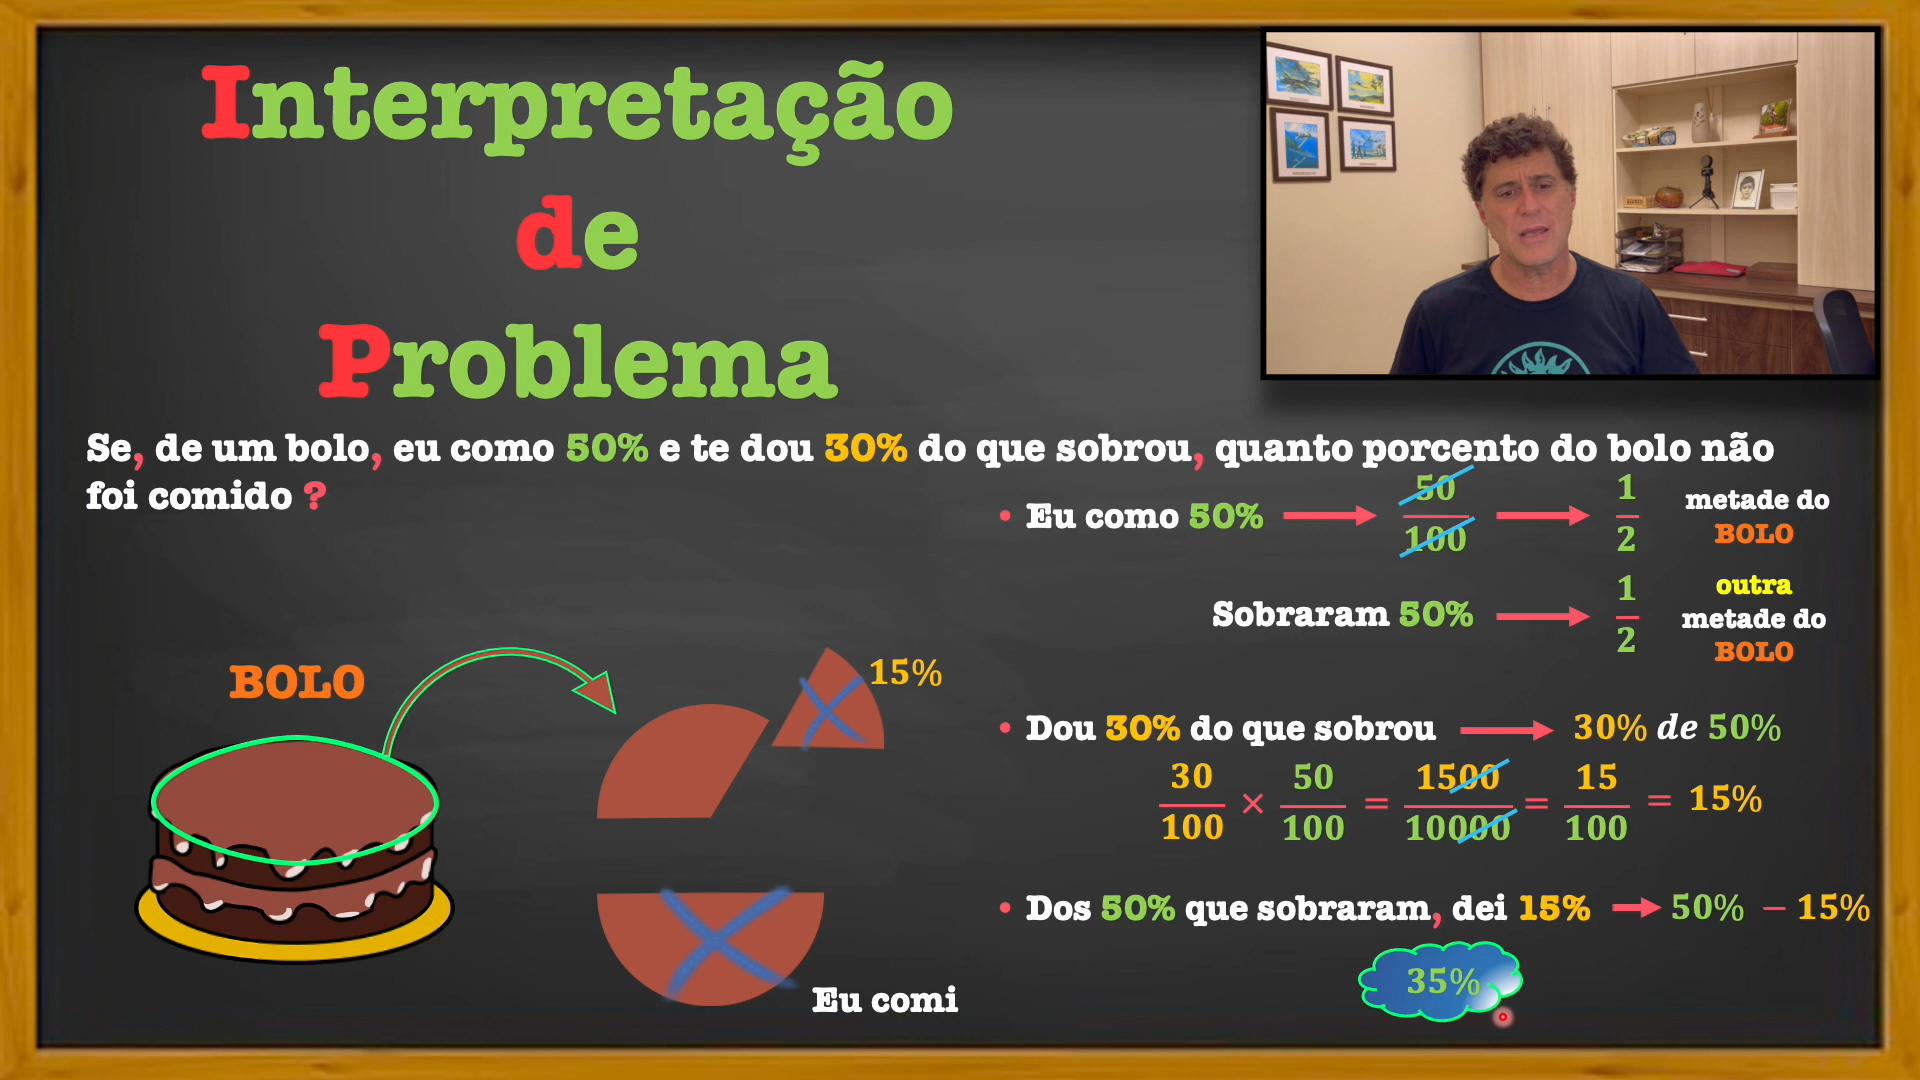 Interpretação
de
Problema
Se, de um bolo, eu como 50% e te dou 30% do que sobrou, quanto porcento do bolo não
foi comido ?
• Eu como 50% → 50/100 → 1/2 metade do
BOLO
Sobraram 50% → 1/2 outra
metade do
BOLO
• Dou 30% do que sobrou → 30% de 50%
30/100 × 50/100 = 1500/10000 = 15/100 = 15%
• Dos 50% que sobraram, dei 15% → 50% − 15%
35%
BOLO
15%
Eu comi